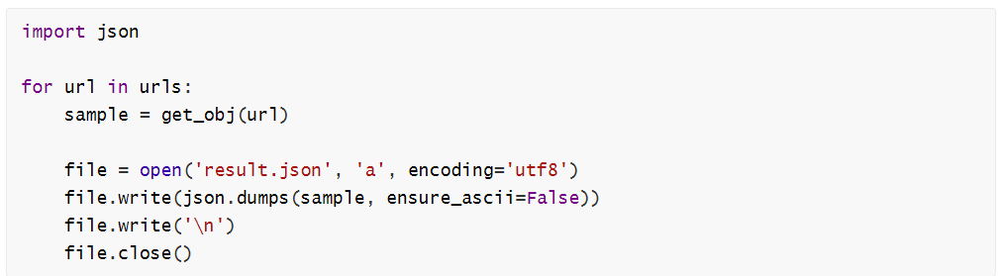 import json

for url in urls:
    sample = get_obj(url)

    file = open('result.json', 'a', encoding='utf8')
    file.write(json.dumps(sample, ensure_ascii=False))
    file.write('\n')
    file.close()